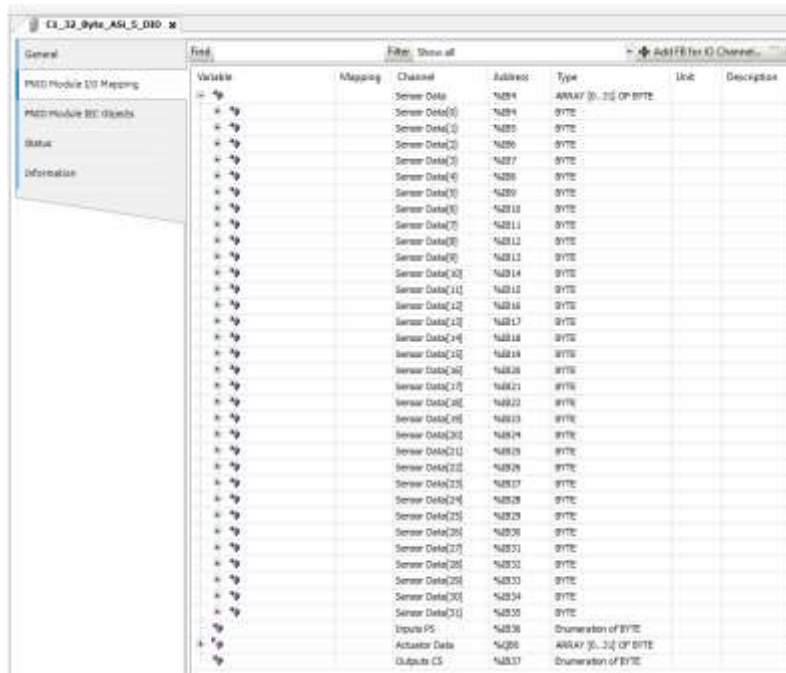 C1_32_Byte_ASi_5_DIO x
General
PNIO Module I/O Mapping
PNIO Module IEC Objects
Status
Information
Find Filter Show all Add FB for IO Channel...
Variable Mapping Channel Address Type Unit Description
Sensor Data %IB4 ARRAY [0..31] OF BYTE
Sensor Data[0] %IB4 BYTE
Sensor Data[1] %IB5 BYTE
Sensor Data[2] %IB6 BYTE
Sensor Data[3] %IB7 BYTE
Sensor Data[4] %IB8 BYTE
Sensor Data[5] %IB9 BYTE
Sensor Data[6] %IB10 BYTE
Sensor Data[7] %IB11 BYTE
Sensor Data[8] %IB12 BYTE
Sensor Data[9] %IB13 BYTE
Sensor Data[10] %IB14 BYTE
Sensor Data[11] %IB15 BYTE
Sensor Data[12] %IB16 BYTE
Sensor Data[13] %IB17 BYTE
Sensor Data[14] %IB18 BYTE
Sensor Data[15] %IB19 BYTE
Sensor Data[16] %IB20 BYTE
Sensor Data[17] %IB21 BYTE
Sensor Data[18] %IB22 BYTE
Sensor Data[19] %IB23 BYTE
Sensor Data[20] %IB24 BYTE
Sensor Data[21] %IB25 BYTE
Sensor Data[22] %IB26 BYTE
Sensor Data[23] %IB27 BYTE
Sensor Data[24] %IB28 BYTE
Sensor Data[25] %IB29 BYTE
Sensor Data[26] %IB30 BYTE
Sensor Data[27] %IB31 BYTE
Sensor Data[28] %IB32 BYTE
Sensor Data[29] %IB33 BYTE
Sensor Data[30] %IB34 BYTE
Sensor Data[31] %IB35 BYTE
Inputs PS %IB36 Enumeration of BYTE
Actuator Data %QB0 ARRAY [0..31] OF BYTE
Outputs CS %IB37 Enumeration of BYTE